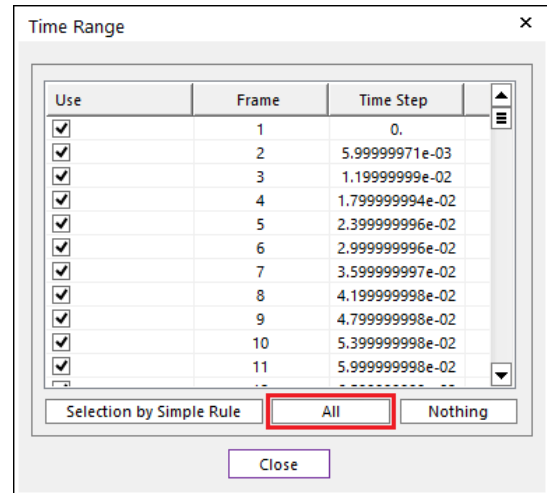 Time Range
Use Frame Time Step
1 0.
2 5.99999971e-03
3 1.19999999e-02
4 1.799999994e-02
5 2.399999996e-02
6 2.999999996e-02
7 3.599999997e-02
8 4.199999998e-02
9 4.799999998e-02
10 5.399999998e-02
11 5.999999998e-02
Selection by Simple Rule All Nothing
Close